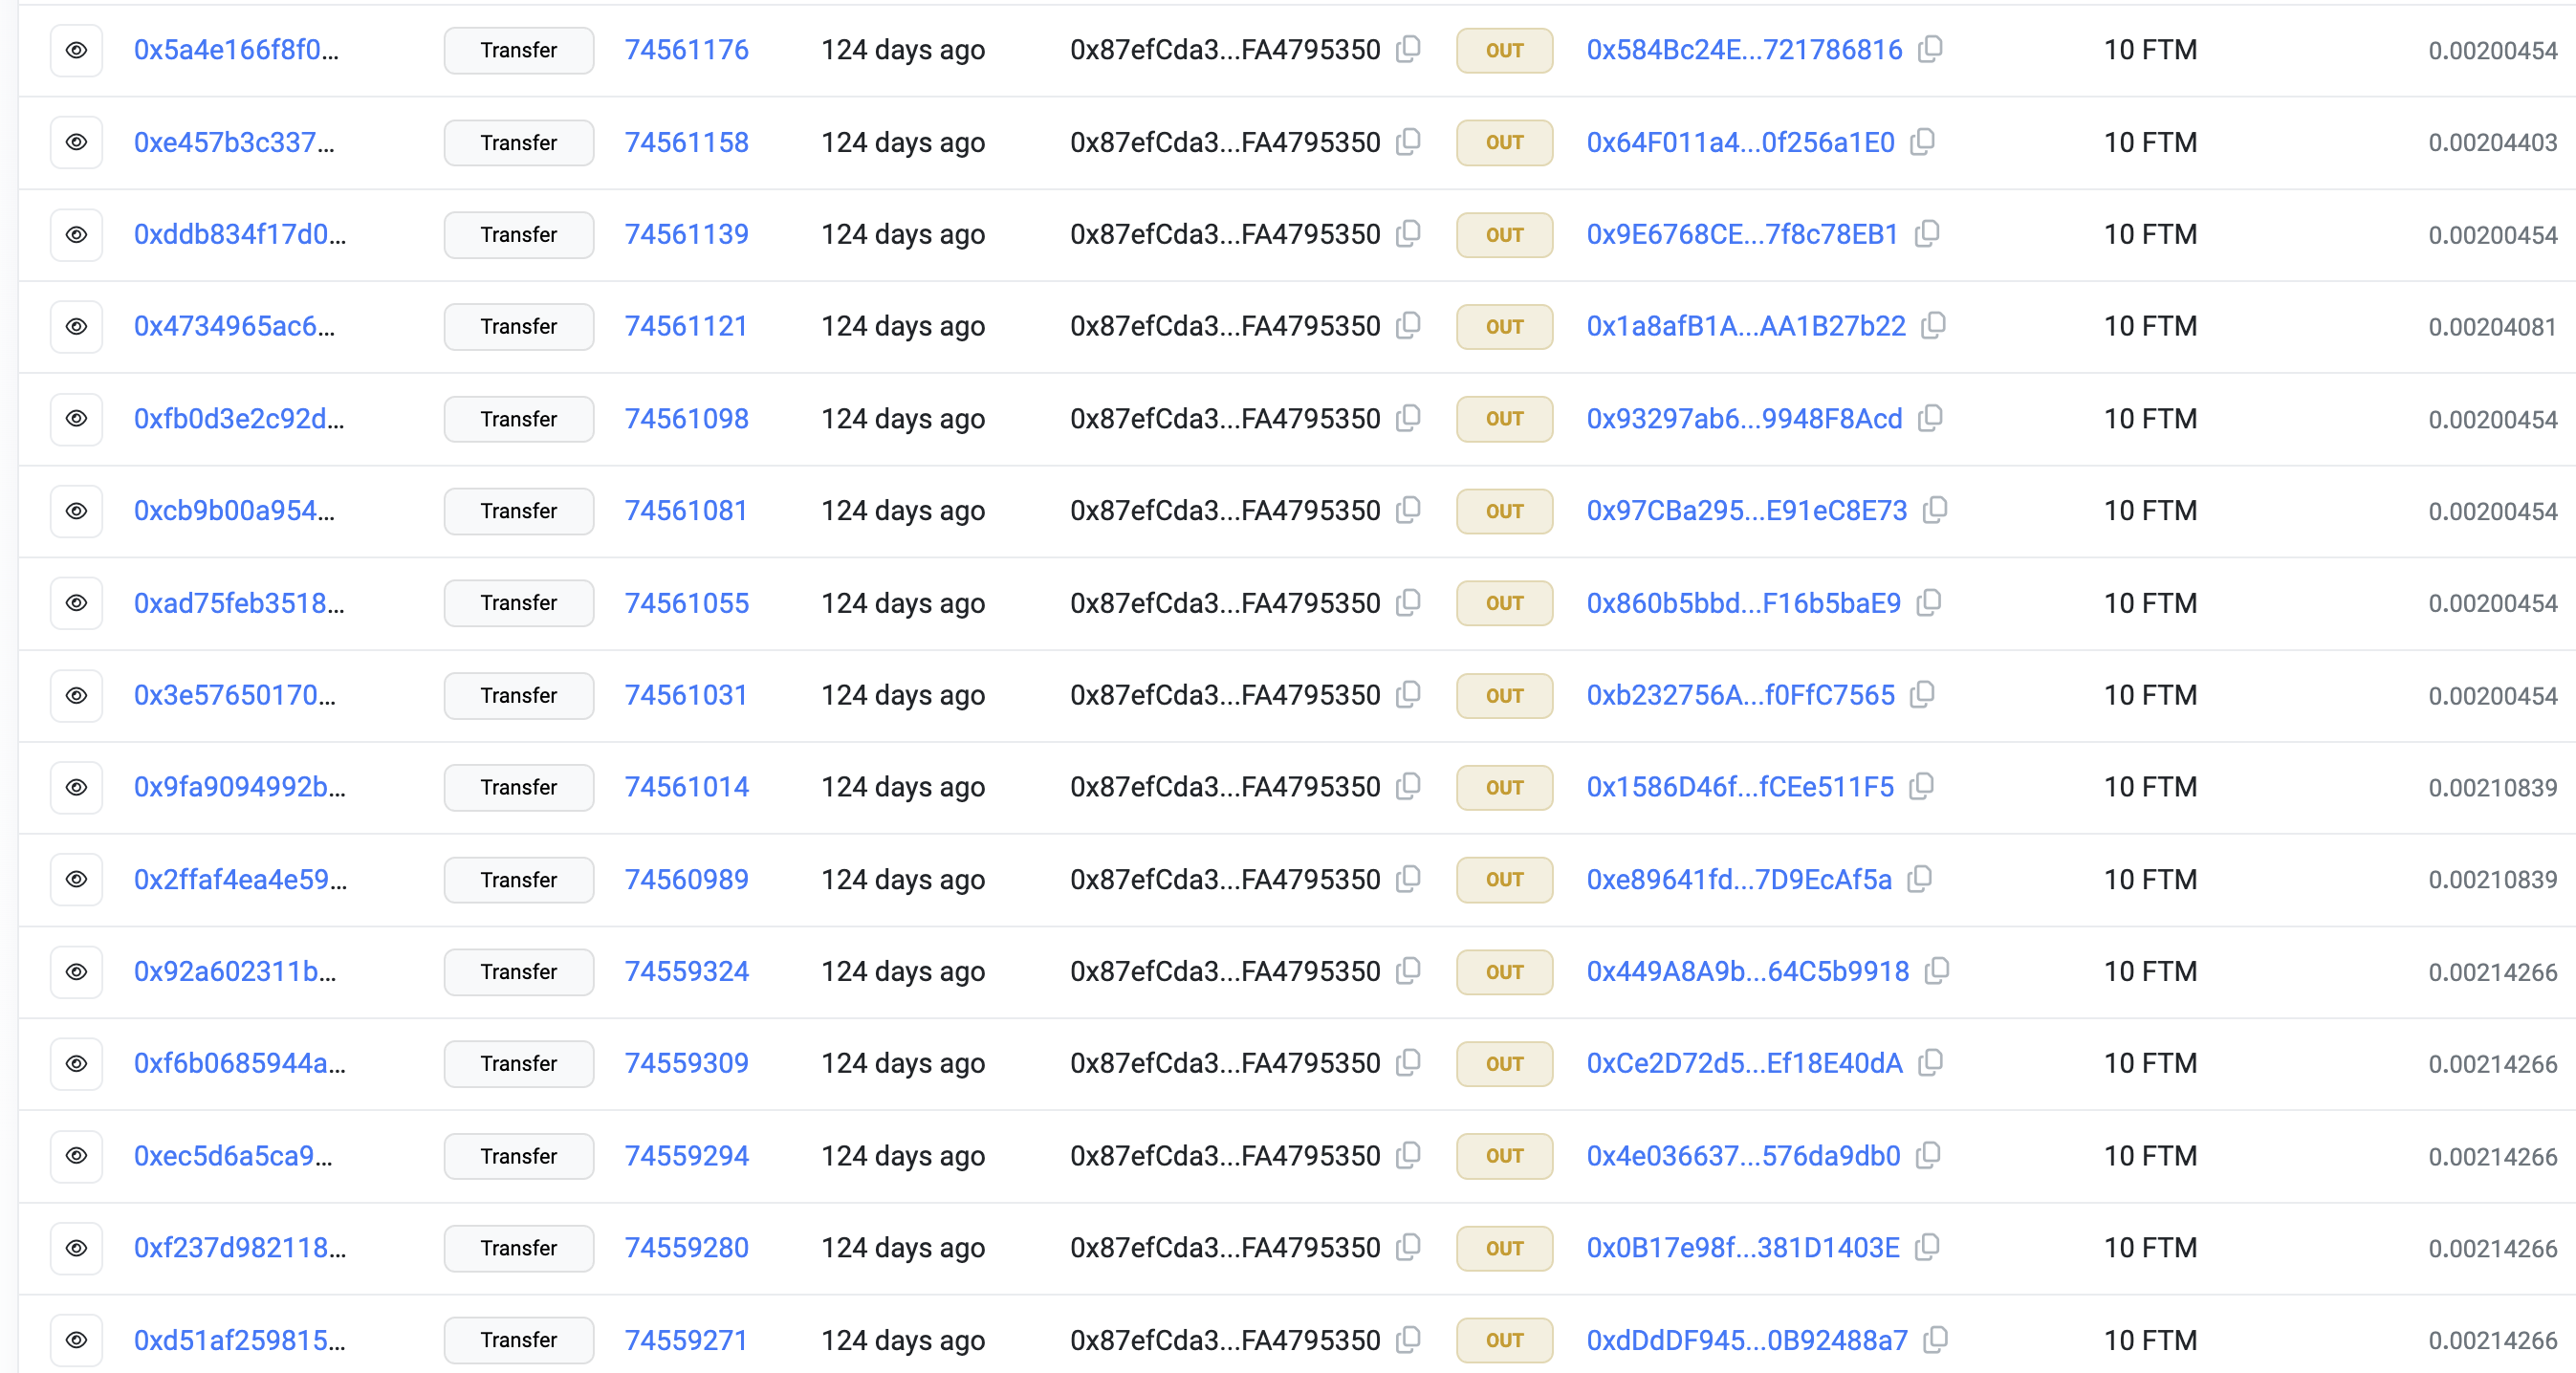 0x5a4e166f8f0... Transfer 74561176 124 days ago 0x87efCda3...FA4795350 OUT 0x584Bc24E...721786816 10 FTM 0.00200454
0xe457b3c337... Transfer 74561158 124 days ago 0x87efCda3...FA4795350 OUT 0x64F011a4...0f256a1E0 10 FTM 0.00204403
0xddb834f17d0... Transfer 74561139 124 days ago 0x87efCda3...FA4795350 OUT 0x9E6768CE...7f8c78EB1 10 FTM 0.00200454
0x4734965ac6... Transfer 74561121 124 days ago 0x87efCda3...FA4795350 OUT 0x1a8afB1A...AA1B27b22 10 FTM 0.00204081
0xfb0d3e2c92d... Transfer 74561098 124 days ago 0x87efCda3...FA4795350 OUT 0x93297ab6...9948F8Acd 10 FTM 0.00200454
0xcb9b00a954... Transfer 74561081 124 days ago 0x87efCda3...FA4795350 OUT 0x97CBa295...E91eC8E73 10 FTM 0.00200454
0xad75feb3518... Transfer 74561055 124 days ago 0x87efCda3...FA4795350 OUT 0x860b5bbd...F16b5baE9 10 FTM 0.00200454
0x3e57650170... Transfer 74561031 124 days ago 0x87efCda3...FA4795350 OUT 0xb232756A...f0FfC7565 10 FTM 0.00200454
0x9fa9094992b... Transfer 74561014 124 days ago 0x87efCda3...FA4795350 OUT 0x1586D46f...fCEe511F5 10 FTM 0.00210839
0x2ffaf4ea4e59... Transfer 74560989 124 days ago 0x87efCda3...FA4795350 OUT 0xe89641fd...7D9EcAf5a 10 FTM 0.00210839
0x92a602311b... Transfer 74559324 124 days ago 0x87efCda3...FA4795350 OUT 0x449A8A9b...64C5b9918 10 FTM 0.00214266
0xf6b0685944a... Transfer 74559309 124 days ago 0x87efCda3...FA4795350 OUT 0xCe2D72d5...Ef18E40dA 10 FTM 0.00214266
0xec5d6a5ca9... Transfer 74559294 124 days ago 0x87efCda3...FA4795350 OUT 0x4e036637...576da9db0 10 FTM 0.00214266
0xf237d982118... Transfer 74559280 124 days ago 0x87efCda3...FA4795350 OUT 0x0B17e98f...381D1403E 10 FTM 0.00214266
0xd51af259815... Transfer 74559271 124 days ago 0x87efCda3...FA4795350 OUT 0xdDdDF945...0B92488a7 10 FTM 0.00214266